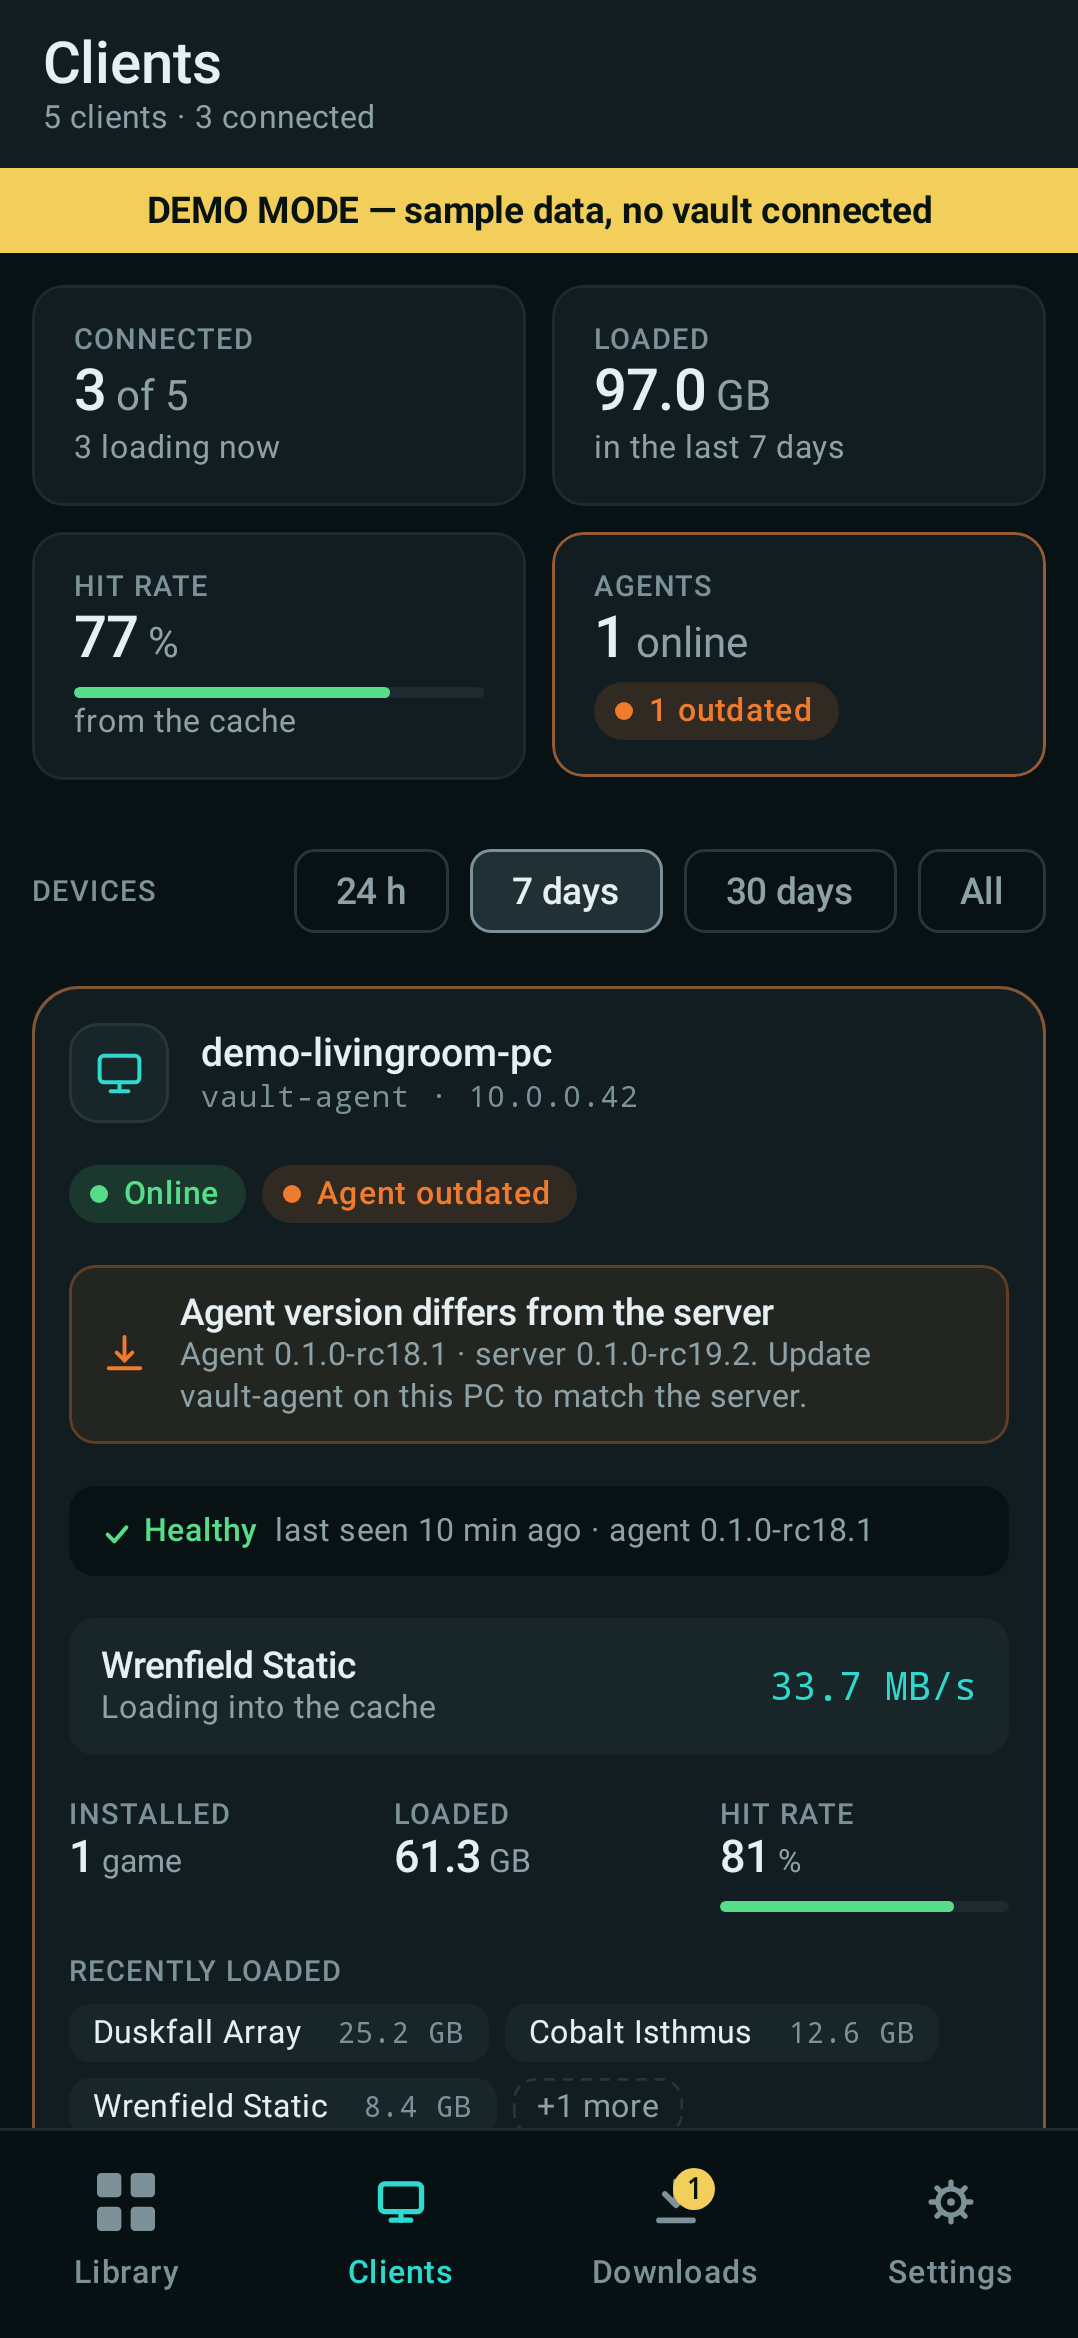 Clients
5 clients · 3 connected
DEMO MODE — sample data, no vault connected
CONNECTED
3 of 5
3 loading now
LOADED
97.0 GB
in the last 7 days
HIT RATE
77 %
from the cache
AGENTS
1 online
1 outdated
DEVICES
24 h
7 days
30 days
All
demo-livingroom-pc
vault-agent · 10.0.0.42
Online
Agent outdated
Agent version differs from the server
Agent 0.1.0-rc18.1 · server 0.1.0-rc19.2. Update
vault-agent on this PC to match the server.
Healthy last seen 10 min ago · agent 0.1.0-rc18.1
Wrenfield Static
Loading into the cache
33.7 MB/s
INSTALLED
1 game
LOADED
61.3 GB
HIT RATE
81 %
RECENTLY LOADED
Duskfall Array 25.2 GB
Cobalt Isthmus 12.6 GB
Wrenfield Static 8.4 GB
+1 more
Library
Clients
1
Downloads
Settings